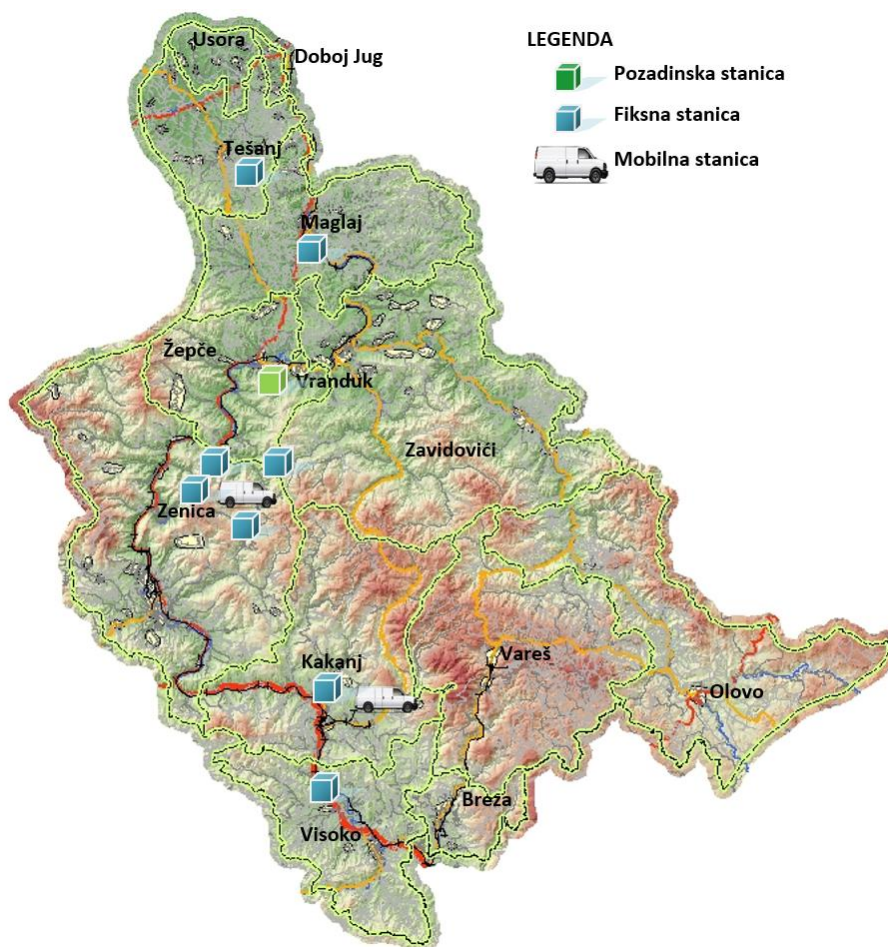 Usora
Doboj Jug
LEGENDA
Pozadinska stanica
Fiksna stanica
Mobilna stanica
Tešanj
Maglaj
Žepče
Vranduk
Zavidovići
Zenica
Kakanj
Vareš
Olovo
Breza
Visoko